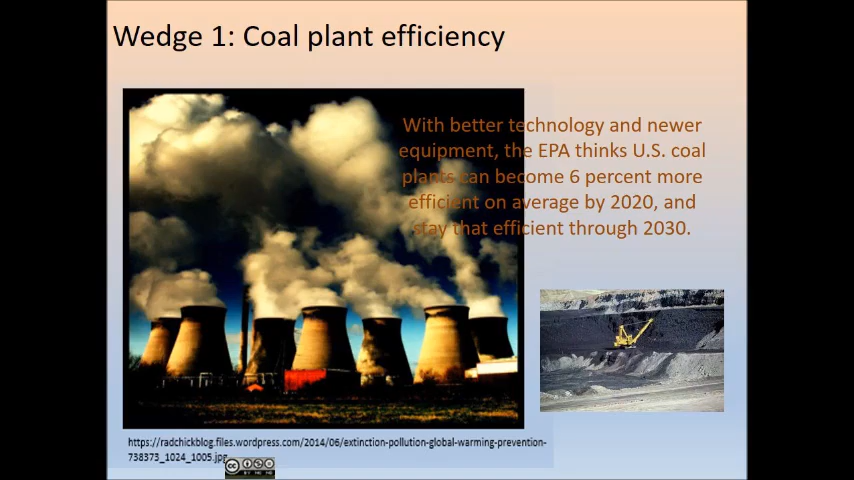 Wedge 1: Coal plant efficiency
With better technology and newer
equipment, the EPA thinks U.S. coal
plants can become 6 percent more
efficient on average by 2020, and
stay that efficient through 2030.
https://radchickblog.files.wordpress.com/2014/06/extinction-pollution-global-warming-prevention-
738373_1024_1005.jpg